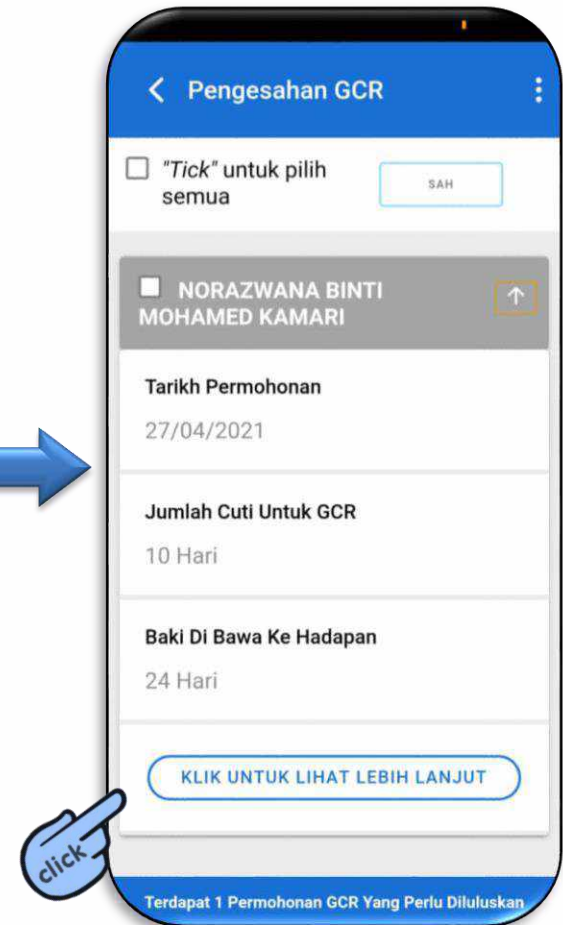 Pengesahan GCR
"Tick" untuk pilih
semua
SAH
NORAZWANA BINTI
MOHAMED KAMARI
Tarikh Permohonan
27/04/2021
Jumlah Cuti Untuk GCR
10 Hari
Baki Di Bawa Ke Hadapan
24 Hari
KLIK UNTUK LIHAT LEBIH LANJUT
click
Terdapat 1 Permohonan GCR Yang Perlu Diluluskan